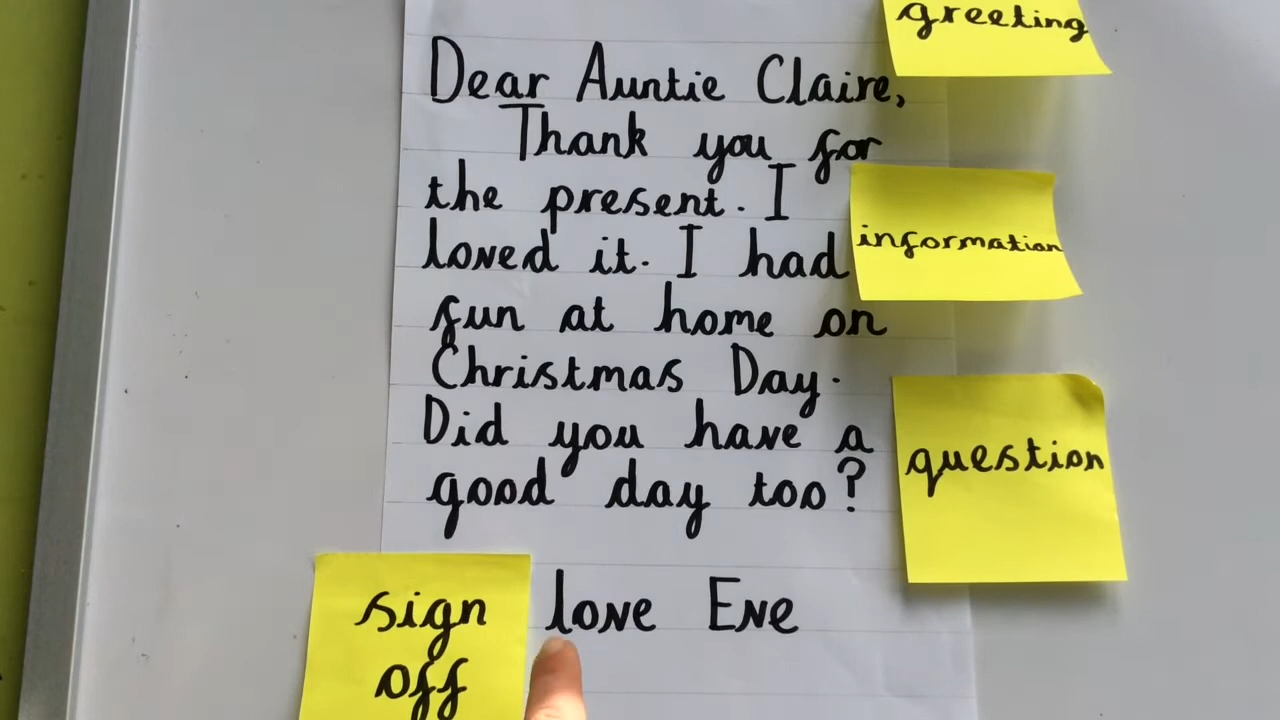 greeting
Dear Auntie Claire,
Thank you for
the present. I
loved it. I had
information
fun at home on
Christmas Day.
Did you have a
question
good day too?
sign
off
love Eve